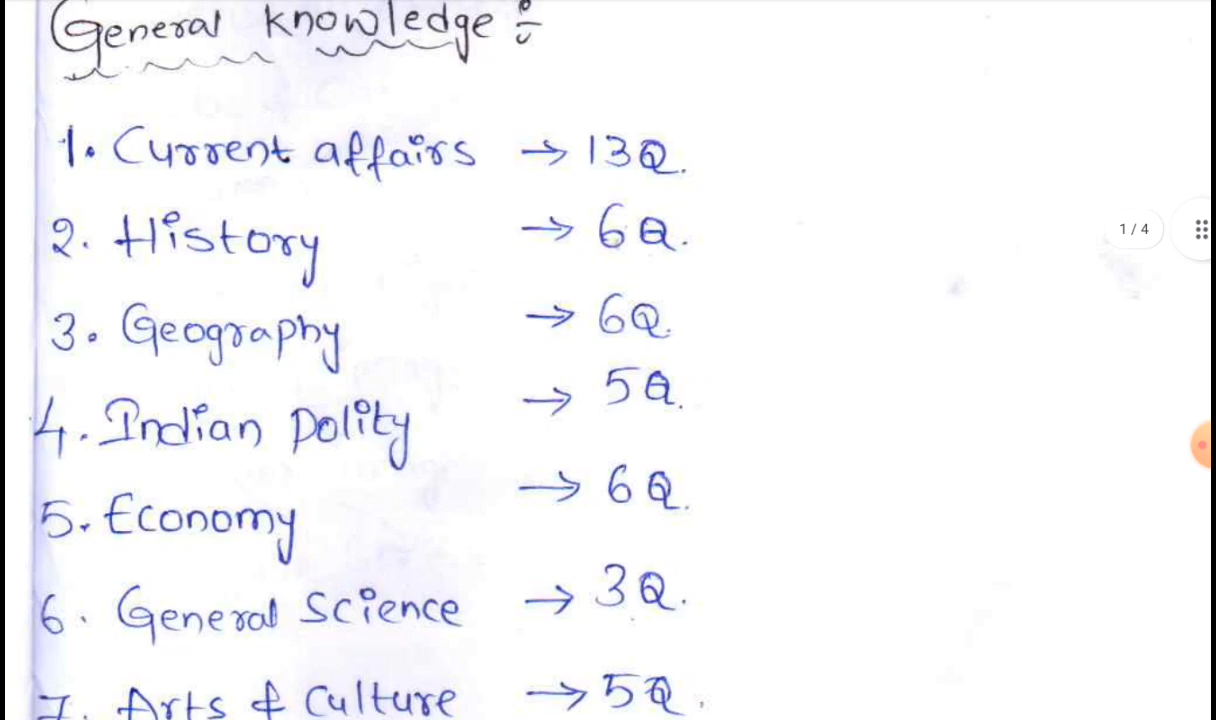 General knowledge :-
1. Current affairs → 13Q.
2. History → 6Q.
3. Geography → 6Q.
4. Indian polity → 5Q.
5. Economy → 6Q.
6. General Science → 3Q.
7. Arts & Culture → 5Q.
1 / 4